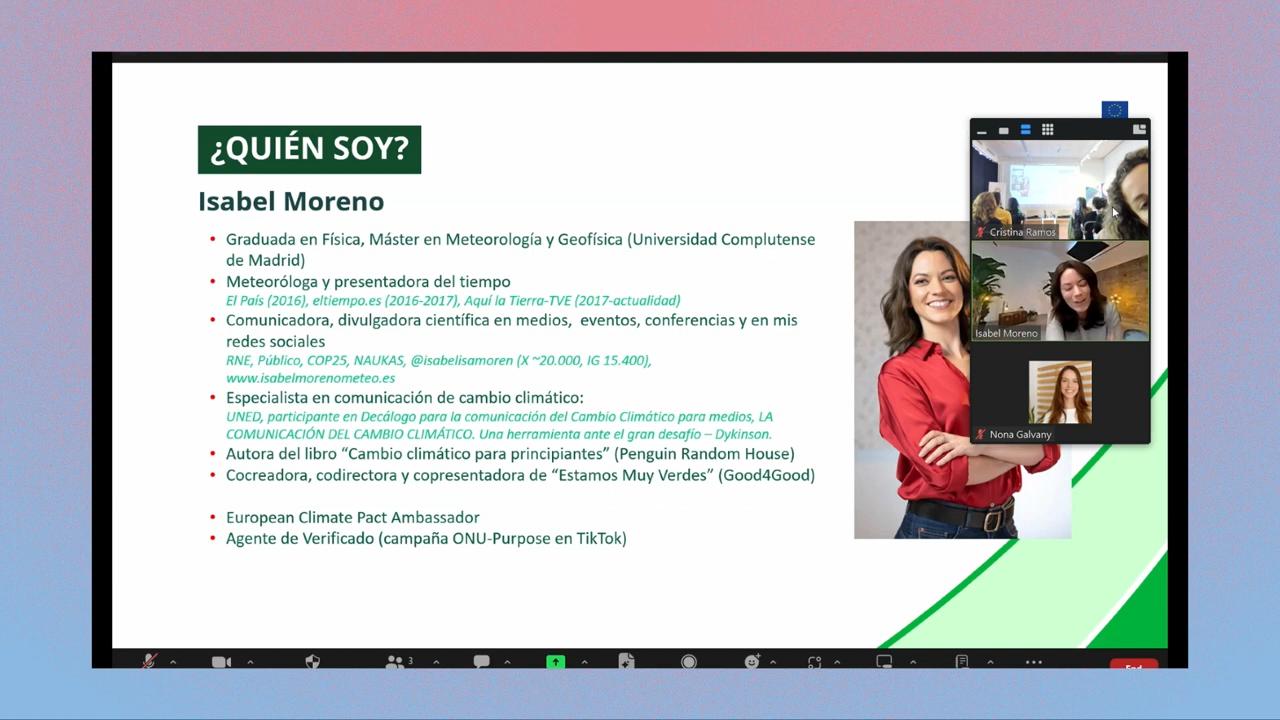 ¿QUIÉN SOY?
Isabel Moreno
• Graduada en Física, Máster en Meteorología y Geofísica (Universidad Complutense
de Madrid)
• Meteoróloga y presentadora del tiempo
El País (2016), eltiempo.es (2016-2017), Aquí la Tierra-TVE (2017-actualidad)
• Comunicadora, divulgadora científica en medios, eventos, conferencias y en mis
redes sociales
RNE, Público, COP25, NAUKAS, @isabelisamoren (X ~20.000, IG 15.400),
www.isabelmorenometeo.es
• Especialista en comunicación de cambio climático:
UNED, participante en Decálogo para la comunicación del Cambio Climático para medios, LA
COMUNICACIÓN DEL CAMBIO CLIMÁTICO. Una herramienta ante el gran desafío – Dykinson.
• Autora del libro “Cambio climático para principiantes” (Penguin Random House)
• Cocreadora, codirectora y copresentadora de “Estamos Muy Verdes” (Good4Good)
• European Climate Pact Ambassador
• Agente de Verificado (campaña ONU-Purpose en TikTok)
Cristina Ramos
Isabel Moreno
Nona Galvany
3
End